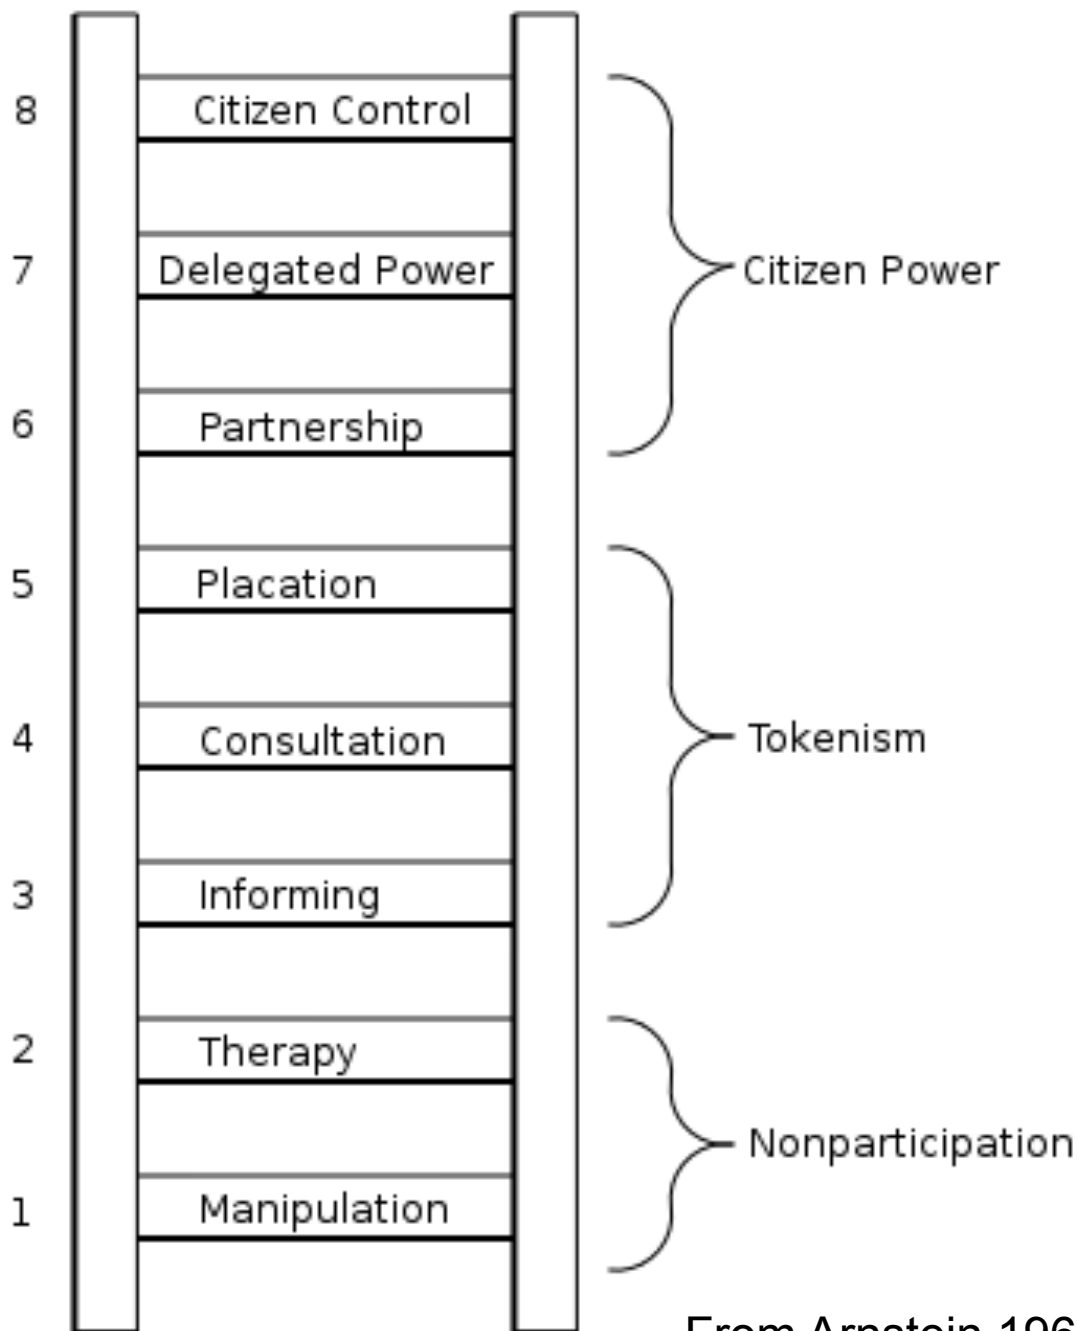 8 Citizen Control
7 Delegated Power
Citizen Power
6 Partnership
5 Placation
4 Consultation
Tokenism
3 Informing
2 Therapy
Nonparticipation
1 Manipulation
From